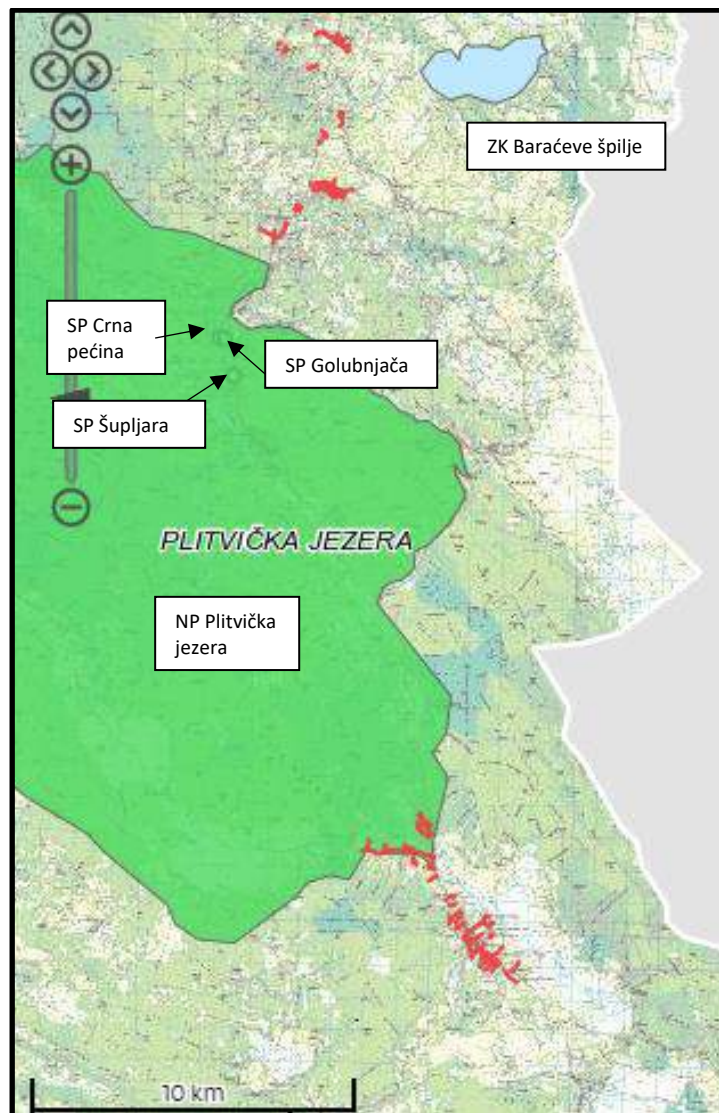 ZK Baraćeve špilje
SP Crna
pećina
SP Golubnjača
SP Šupljara
PLITVIČKA JEZERA
NP Plitvička
jezera
10 km